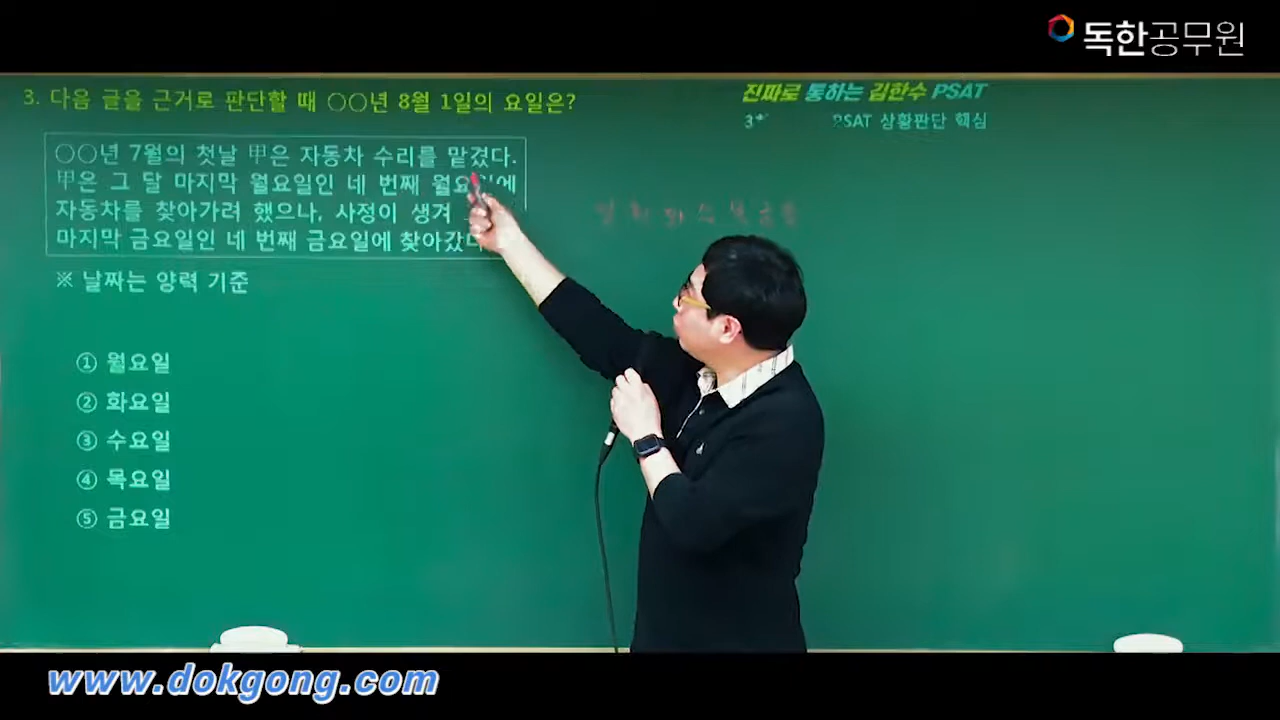 독한공무원
3. 다음 글을 근거로 판단할 때 ○○년 8월 1일의 요일은?
진짜로 통하는 김한수 PSAT
PSAT 상황판단 핵심
○○년 7월의 첫날 甲은 자동차 수리를 맡겼다.
甲은 그 달 마지막 월요일인 네 번째 월요일에
자동차를 찾아가려 했으나, 사정이 생겨
마지막 금요일인 네 번째 금요일에 찾아갔다
※ 날짜는 양력 기준
① 월요일
② 화요일
③ 수요일
④ 목요일
⑤ 금요일
www.dokgong.com